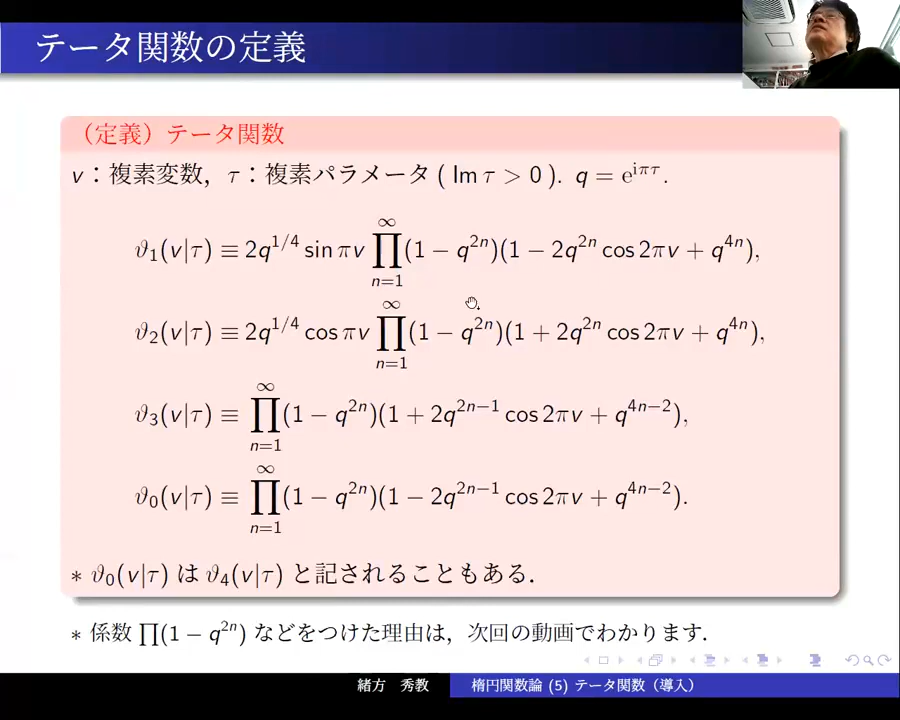 テータ関数の定義
（定義）テータ関数
v：複素変数，τ：複素パラメータ ( Im τ > 0 ). q = e^{iπτ}.
ϑ₁(v|τ) ≡ 2q^{1/4} sin πv ∏_{n=1}^{∞} (1 − q^{2n})(1 − 2q^{2n} cos 2πv + q^{4n}),
ϑ₂(v|τ) ≡ 2q^{1/4} cos πv ∏_{n=1}^{∞} (1 − q^{2n})(1 + 2q^{2n} cos 2πv + q^{4n}),
ϑ₃(v|τ) ≡ ∏_{n=1}^{∞} (1 − q^{2n})(1 + 2q^{2n−1} cos 2πv + q^{4n−2}),
ϑ₀(v|τ) ≡ ∏_{n=1}^{∞} (1 − q^{2n})(1 − 2q^{2n−1} cos 2πv + q^{4n−2}).
∗ ϑ₀(v|τ) は ϑ₄(v|τ) と記されることもある．
∗ 係数 ∏(1 − q^{2n}) などをつけた理由は，次回の動画でわかります．
緒方 秀教
楕円関数論 (5) テータ関数（導入）